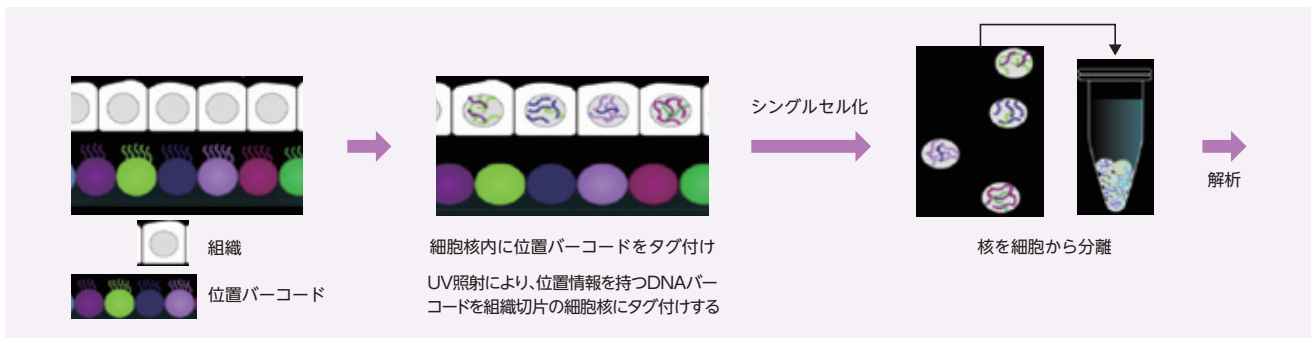 組織
位置バーコード
細胞核内に位置バーコードをタグ付け
UV照射により、位置情報を持つDNAバー
コードを組織切片の細胞核にタグ付けする
シングルセル化
核を細胞から分離
解析